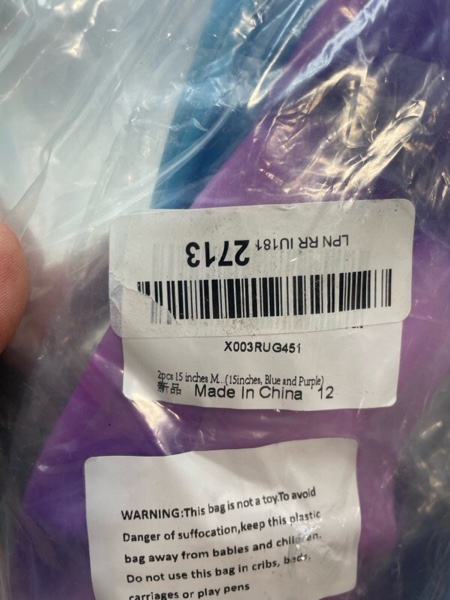 LPN RR IU181 2713
X003RUG451
2pcs 15 inches M...(15inches, Blue and Purple)
新品 Made In China 12
WARNING:This bag is not a toy.To avoid
Danger of suffocation,keep this plastic
bag away from babies and children.
Do not use this bag in cribs, beds,
carriages or play pens